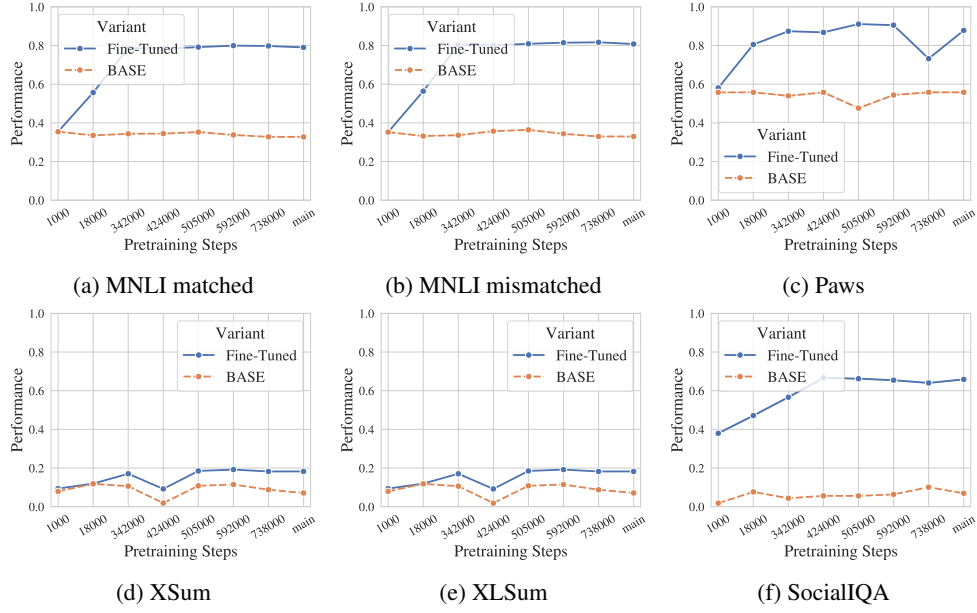 Performance
1.0
0.8
0.6
0.4
0.2
0.0
Variant
Fine-Tuned
BASE
1000
18000
342000
424000
505000
592000
738000
main
Pretraining Steps
(a) MNLI matched
Performance
1.0
0.8
0.6
0.4
0.2
0.0
Variant
Fine-Tuned
BASE
1000
18000
342000
424000
505000
592000
738000
main
Pretraining Steps
(b) MNLI mismatched
Performance
1.0
0.8
0.6
0.4
0.2
0.0
Variant
Fine-Tuned
BASE
1000
18000
342000
424000
505000
592000
738000
main
Pretraining Steps
(c) Paws
Performance
1.0
0.8
0.6
0.4
0.2
0.0
Variant
Fine-Tuned
BASE
1000
18000
342000
424000
505000
592000
738000
main
Pretraining Steps
(d) XSum
Performance
1.0
0.8
0.6
0.4
0.2
0.0
Variant
Fine-Tuned
BASE
1000
18000
342000
424000
505000
592000
738000
main
Pretraining Steps
(e) XLSum
Performance
1.0
0.8
0.6
0.4
0.2
0.0
Variant
Fine-Tuned
BASE
1000
18000
342000
424000
505000
592000
738000
main
Pretraining Steps
(f) SocialIQA